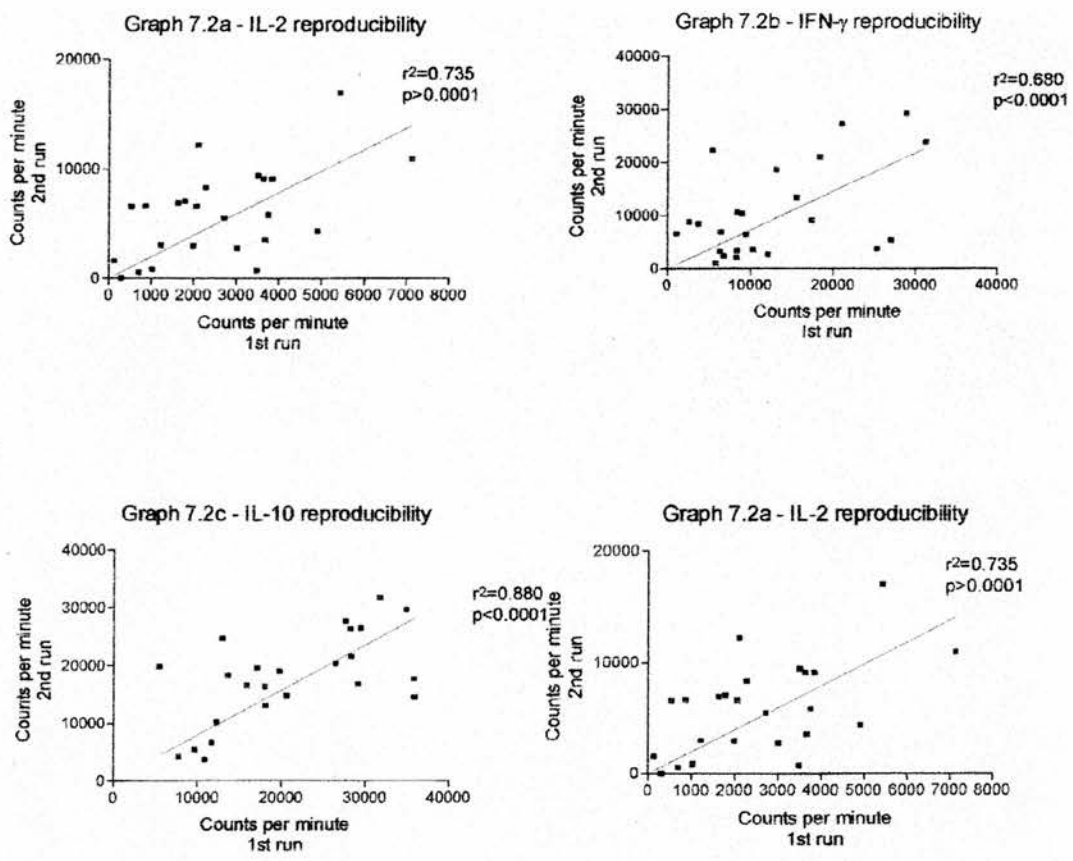 Graph 7.2a - IL-2 reproducibility
20000
r²=0.735
p>0.0001
Counts per minute
2nd run
10000
0
0 1000 2000 3000 4000 5000 6000 7000 8000
Counts per minute
1st run
Graph 7.2b - IFN-γ reproducibility
40000
r²=0.680
p<0.0001
30000
Counts per minute
2nd run
20000
10000
0
0 10000 20000 30000 40000
Counts per minute
Ist run
Graph 7.2c - IL-10 reproducibility
40000
r²=0.880
p<0.0001
30000
Counts per minute
2nd run
20000
10000
0
0 10000 20000 30000 40000
Counts per minute
1st run
Graph 7.2a - IL-2 reproducibility
20000
r²=0.735
p>0.0001
Counts per minute
2nd run
10000
0
0 1000 2000 3000 4000 5000 6000 7000 8000
Counts per minute
1st run